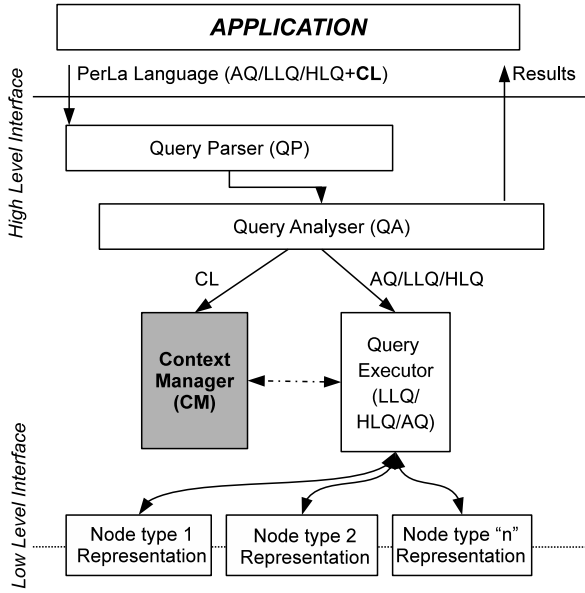 APPLICATION
PerLa Language (AQ/LLQ/HLQ+CL)
Results
High Level Interface
Query Parser (QP)
Query Analyser (QA)
CL
AQ/LLQ/HLQ
Context
Manager
(CM)
Query
Executor
(LLQ/
HLQ/AQ)
Low Level Interface
Node type 1
Representation
Node type 2
Representation
Node type “n”
Representation